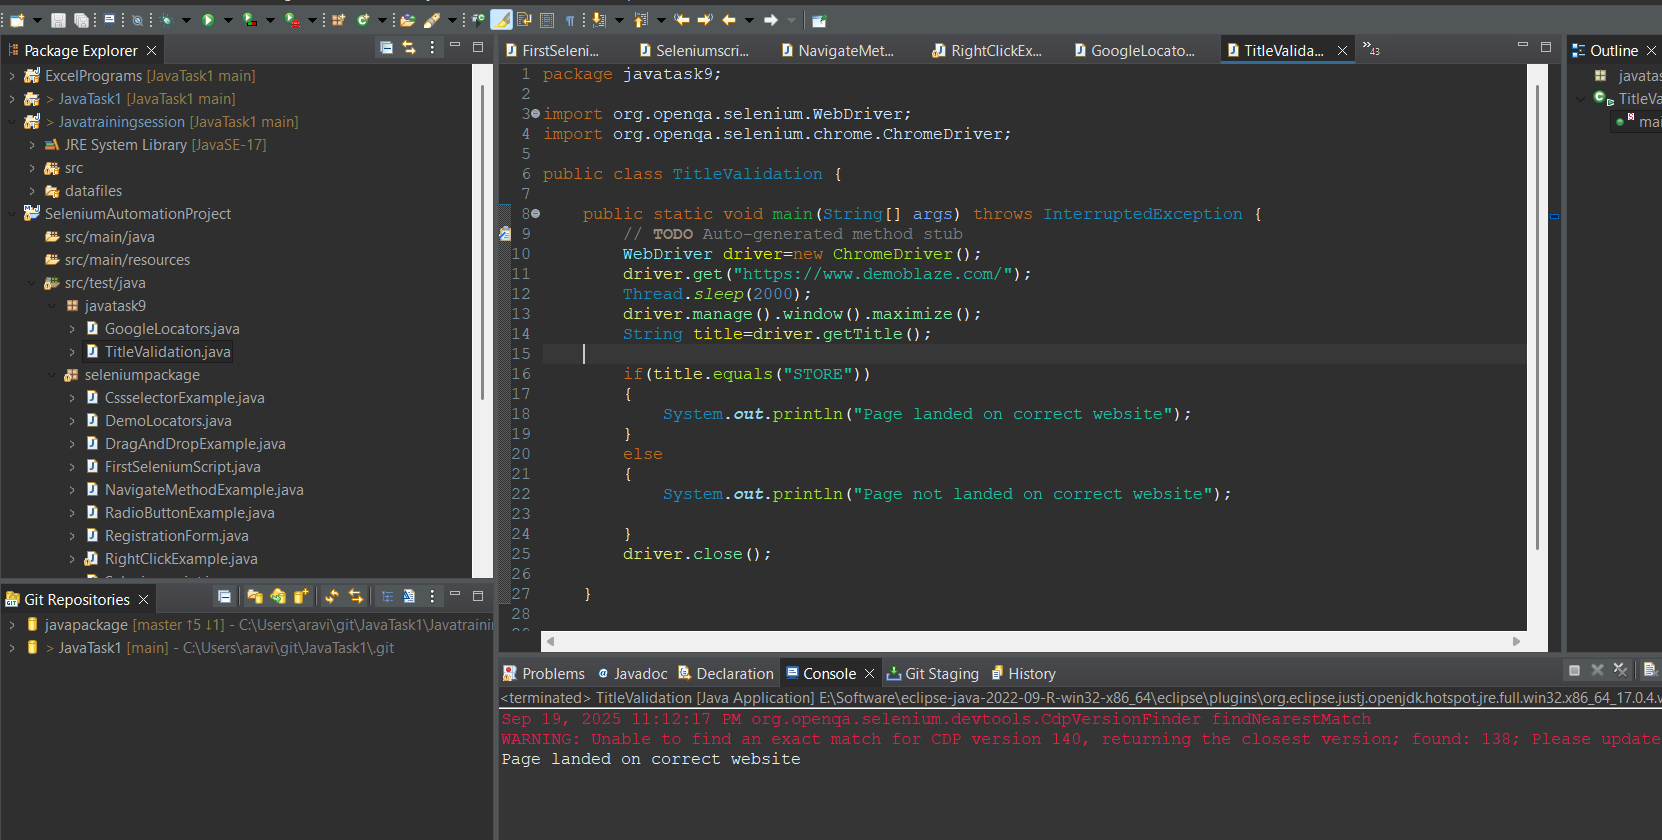 Package Explorer
ExcelPrograms [JavaTask1 main]
> JavaTask1 [JavaTask1 main]
> Javatrainingsession [JavaTask1 main]
JRE System Library [JavaSE-17]
src
datafiles
SeleniumAutomationProject
src/main/java
src/main/resources
src/test/java
javatask9
GoogleLocators.java
TitleValidation.java
seleniumpackage
CssselectorExample.java
DemoLocators.java
DragAndDropExample.java
FirstSeleniumScript.java
NavigateMethodExample.java
RadioButtonExample.java
RegistrationForm.java
RightClickExample.java
Git Repositories
javapackage [master ↑5 ↓1] - C:\Users\aravi\git\JavaTask1\Javatraini
> JavaTask1 [main] - C:\Users\aravi\git\JavaTask1\.git
FirstSeleni... Seleniumscri... NavigateMet... RightClickEx... GoogleLocato... TitleValida... »43
1 package javatask9;
2
3 import org.openqa.selenium.WebDriver;
4 import org.openqa.selenium.chrome.ChromeDriver;
5
6 public class TitleValidation {
7
8 public static void main(String[] args) throws InterruptedException {
9 // TODO Auto-generated method stub
10 WebDriver driver=new ChromeDriver();
11 driver.get("https://www.demoblaze.com/");
12 Thread.sleep(2000);
13 driver.manage().window().maximize();
14 String title=driver.getTitle();
15
16 if(title.equals("STORE"))
17 {
18 System.out.println("Page landed on correct website");
19 }
20 else
21 {
22 System.out.println("Page not landed on correct website");
23
24 }
25 driver.close();
26
27 }
28
Outline
javatas
TitleVa
mai
Problems Javadoc Declaration Console Git Staging History
<terminated> TitleValidation [Java Application] E:\Software\eclipse-java-2022-09-R-win32-x86_64\eclipse\plugins\org.eclipse.justj.openjdk.hotspot.jre.full.win32.x86_64_17.0.4.v
Sep 19, 2025 11:12:17 PM org.openqa.selenium.devtools.CdpVersionFinder findNearestMatch
WARNING: Unable to find an exact match for CDP version 140, returning the closest version; found: 138; Please update
Page landed on correct website